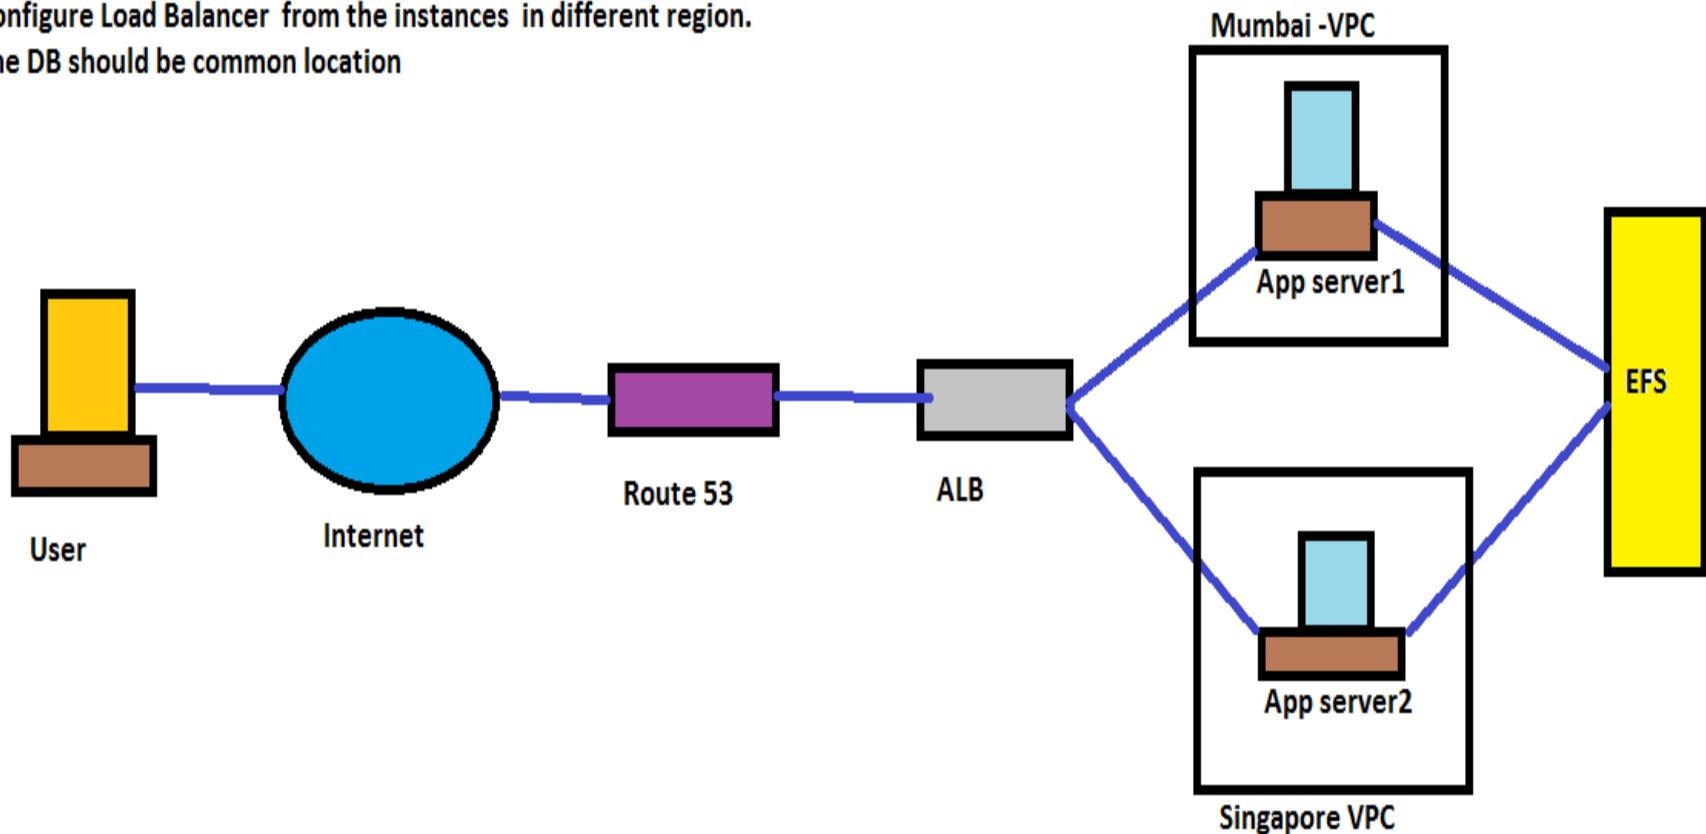 onfigure Load Balancer from the instances in different region.
ne DB should be common location
Mumbai -VPC
App server1
EFS
User
Internet
Route 53
ALB
App server2
Singapore VPC